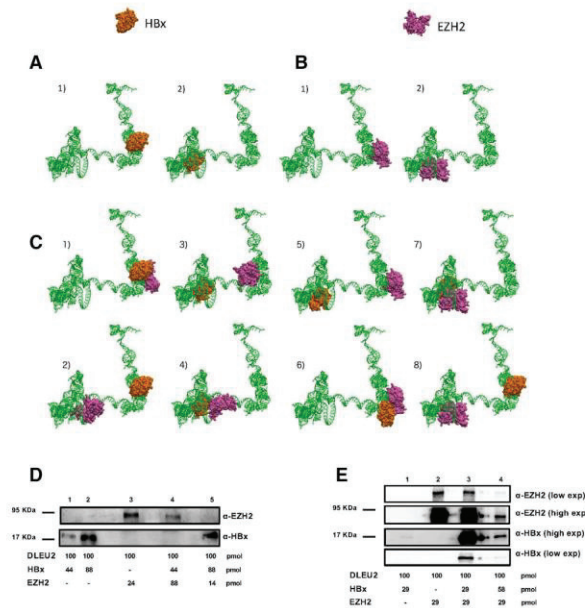 HBx EZH2
A B
1) 2) 1) 2)
C
1) 3) 5) 7)
2) 4) 6) 8)
D
1 2 3 4 5
95 KDa α-EZH2
17 KDa α-HBx
DLEU2 100 100 100 100 100 pmol
HBx 44 88 - 44 88 pmol
EZH2 - - 24 88 14 pmol
E
1 2 3 4
α-EZH2 (low exp)
95 KDa α-EZH2 (high exp)
17 KDa α-HBx (high exp)
α-HBx (low exp)
DLEU2 100 100 100 100 pmol
HBx 29 - 29 58 pmol
EZH2 - 29 29 29 pmol